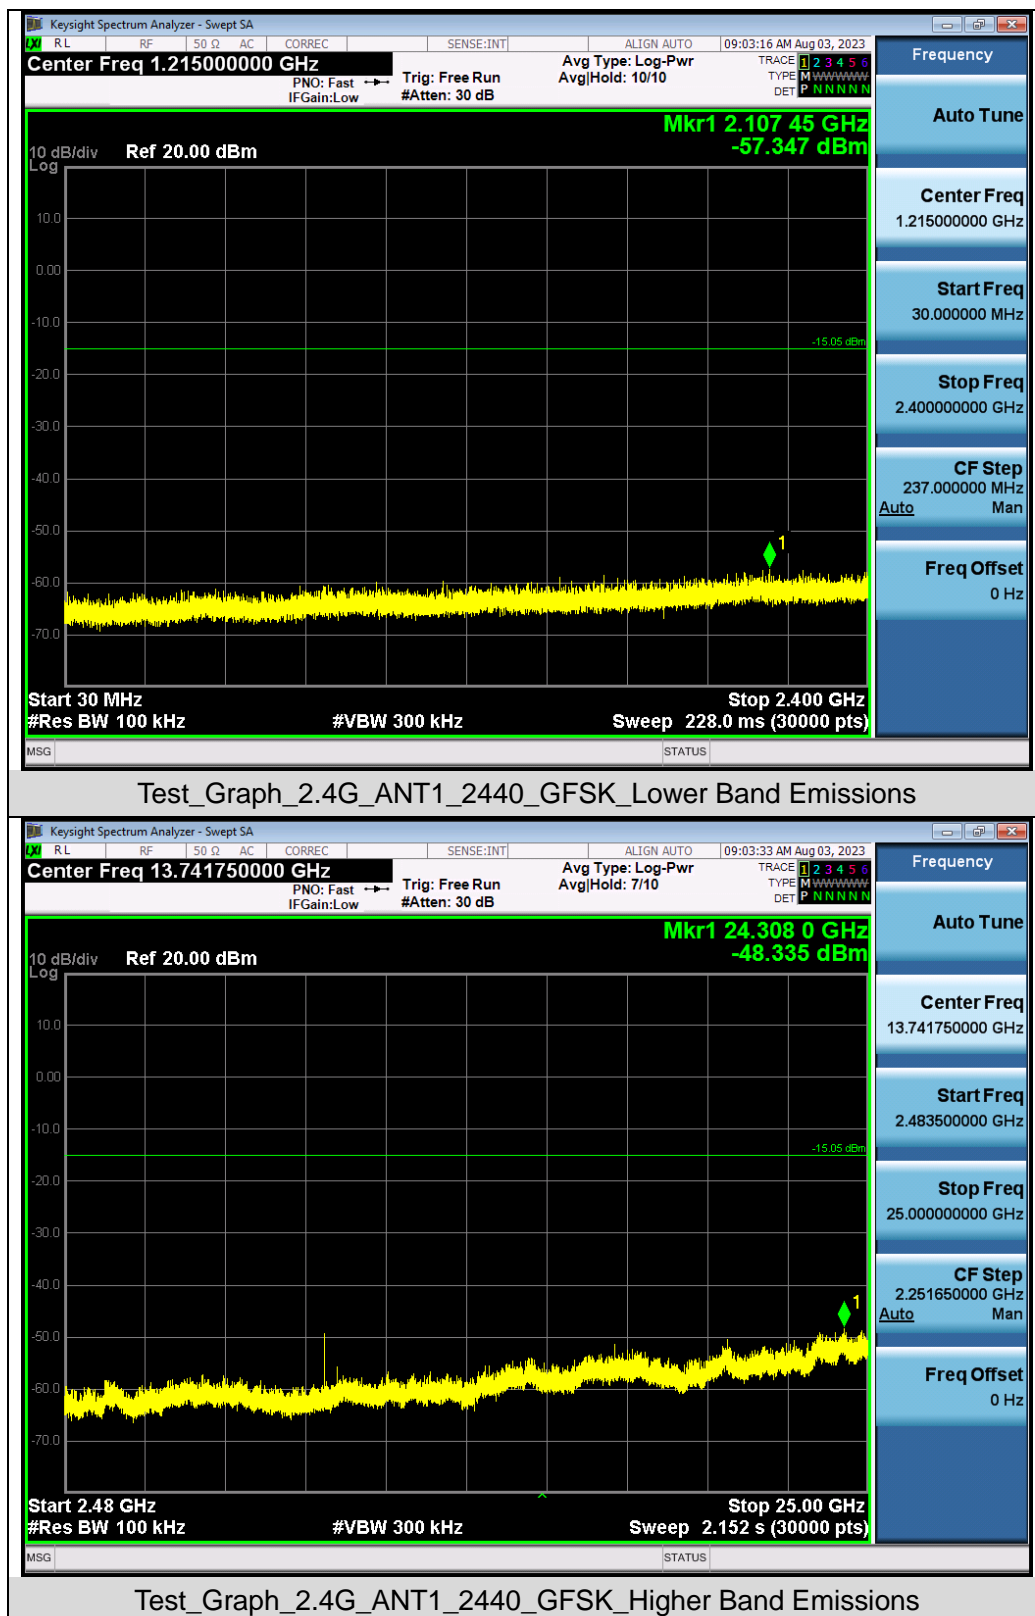 Keysight Spectrum Analyzer - Swept SA
LXI RL RF 50 Ω AC CORREC SENSE:INT ALIGN AUTO 09:03:16 AM Aug 03, 2023
Center Freq 1.215000000 GHz
PNO: Fast
IFGain:Low
Trig: Free Run
#Atten: 30 dB
Avg Type: Log-Pwr
Avg|Hold: 10/10
TRACE 1 2 3 4 5 6
TYPE M WWWWW
DET P N N N N N
Mkr1 2.107 45 GHz
-57.347 dBm
10 dB/div Ref 20.00 dBm
Log
10.0
0.00
-10.0
-15.05 dBm
-20.0
-30.0
-40.0
-50.0
1
-60.0
-70.0
Start 30 MHz Stop 2.400 GHz
#Res BW 100 kHz #VBW 300 kHz Sweep 228.0 ms (30000 pts)
MSG STATUS
Frequency
Auto Tune
Center Freq
1.215000000 GHz
Start Freq
30.000000 MHz
Stop Freq
2.400000000 GHz
CF Step
237.000000 MHz
Auto Man
Freq Offset
0 Hz
Test_Graph_2.4G_ANT1_2440_GFSK_Lower Band Emissions
Keysight Spectrum Analyzer - Swept SA
LXI RL RF 50 Ω AC CORREC SENSE:INT ALIGN AUTO 09:03:33 AM Aug 03, 2023
Center Freq 13.741750000 GHz
PNO: Fast
IFGain:Low
Trig: Free Run
#Atten: 30 dB
Avg Type: Log-Pwr
Avg|Hold: 7/10
TRACE 1 2 3 4 5 6
TYPE M WWWWW
DET P N N N N N
Mkr1 24.308 0 GHz
-48.335 dBm
10 dB/div Ref 20.00 dBm
Log
10.0
0.00
-10.0
-15.05 dBm
-20.0
-30.0
-40.0
1
-50.0
-60.0
-70.0
Start 2.48 GHz Stop 25.00 GHz
#Res BW 100 kHz #VBW 300 kHz Sweep 2.152 s (30000 pts)
MSG STATUS
Frequency
Auto Tune
Center Freq
13.741750000 GHz
Start Freq
2.483500000 GHz
Stop Freq
25.000000000 GHz
CF Step
2.251650000 GHz
Auto Man
Freq Offset
0 Hz
Test_Graph_2.4G_ANT1_2440_GFSK_Higher Band Emissions